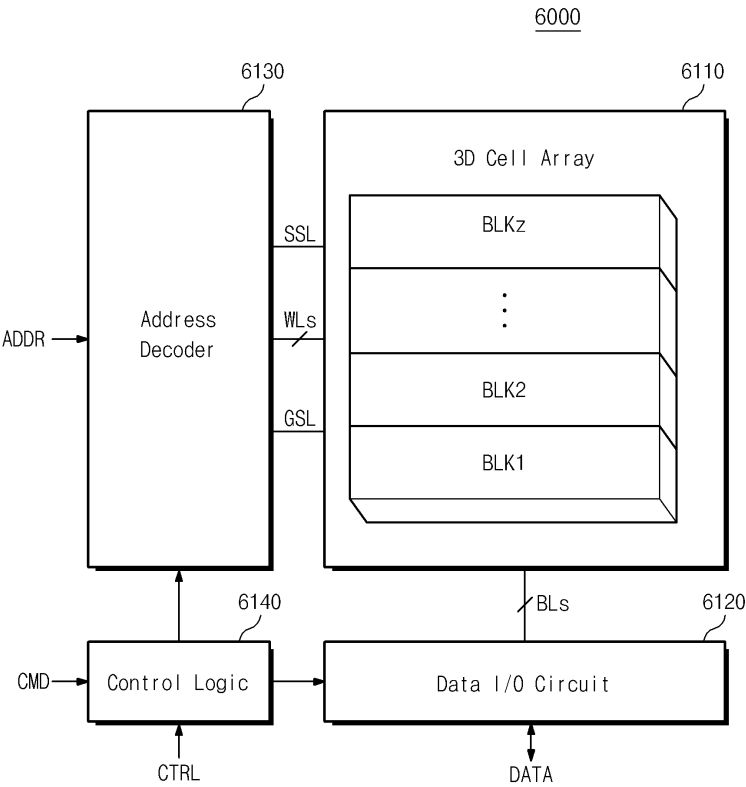 6000
6130
6110
3D Cell Array
BLKz
SSL
Address
Decoder
WLs
ADDR
BLK2
GSL
BLK1
6140
BLs
6120
CMD
Control Logic
Data I/O Circuit
CTRL
DATA